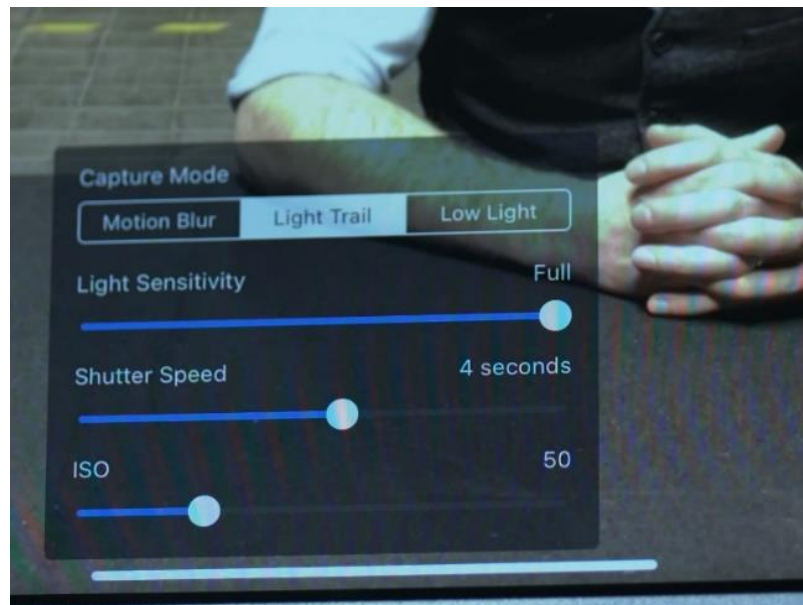 Capture Mode
Motion Blur Light Trail Low Light
Light Sensitivity Full
Shutter Speed 4 seconds
ISO 50